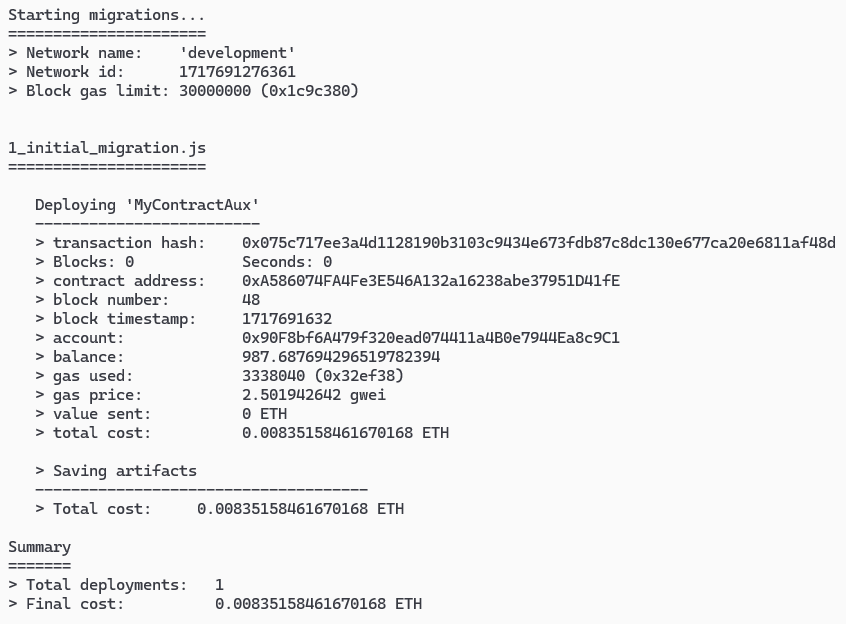 Starting migrations...
======================
> Network name:    'development'
> Network id:      1717691276361
> Block gas limit: 30000000 (0x1c9c380)
1_initial_migration.js
======================
   Deploying 'MyContractAux'
   -------------------------
   > transaction hash:    0x075c717ee3a4d1128190b3103c9434e673fdb87c8dc130e677ca20e6811af48d
   > Blocks: 0            Seconds: 0
   > contract address:    0xA586074FA4Fe3E546A132a16238abe37951D41fE
   > block number:        48
   > block timestamp:     1717691632
   > account:             0x90F8bf6A479f320ead074411a4B0e7944Ea8c9C1
   > balance:             987.687694296519782394
   > gas used:            3338040 (0x32ef38)
   > gas price:           2.501942642 gwei
   > value sent:          0 ETH
   > total cost:          0.00835158461670168 ETH
   > Saving artifacts
   -------------------------------------
   > Total cost:     0.00835158461670168 ETH
Summary
=======
> Total deployments:   1
> Final cost:          0.00835158461670168 ETH